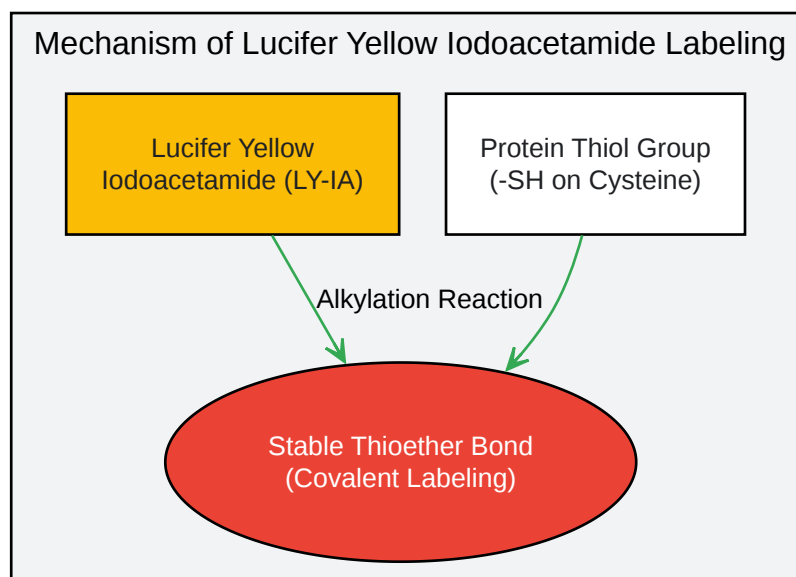 Mechanism of Lucifer Yellow Iodoacetamide Labeling
Lucifer Yellow
Iodoacetamide (LY-IA)
Protein Thiol Group
(-SH on Cysteine)
Alkylation Reaction
Stable Thioether Bond
(Covalent Labeling)